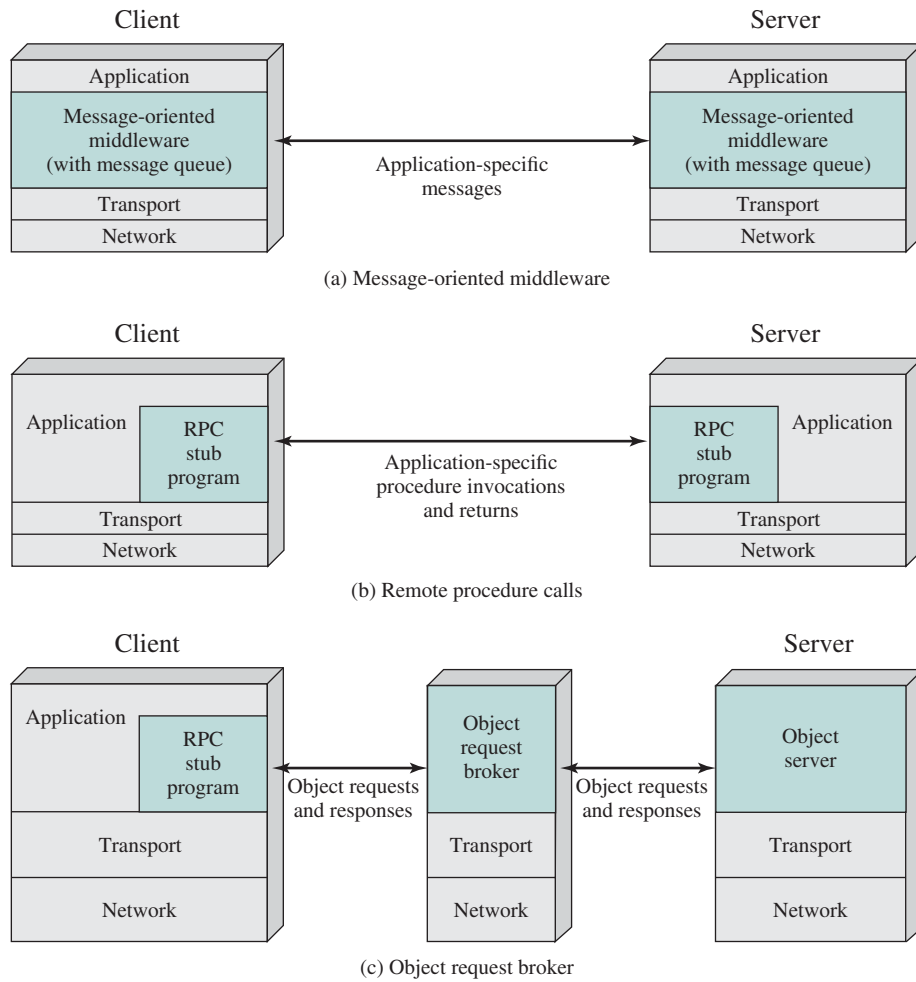 Client
Server
Application
Message-oriented
middleware
(with message queue)
Transport
Network
Application-specific
messages
Application
Message-oriented
middleware
(with message queue)
Transport
Network
(a) Message-oriented middleware
Client
Server
Application
RPC
stub
program
Transport
Network
Application-specific
procedure invocations
and returns
RPC
stub
program
Application
Transport
Network
(b) Remote procedure calls
Client
Server
Application
RPC
stub
program
Transport
Network
Object requests
and responses
Object
request
broker
Transport
Network
Object requests
and responses
Object
server
Transport
Network
(c) Object request broker